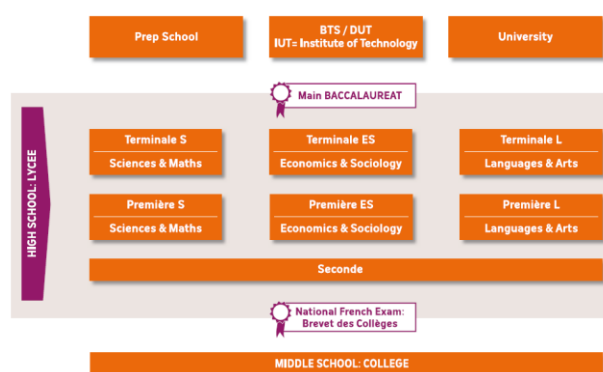 Prep School
BTS / DUT
IUT= Institute of Technology
University
Main BACCALAUREAT
HIGH SCHOOL: LYCEE
Terminale S
Sciences & Maths
Terminale ES
Economics & Sociology
Terminale L
Languages & Arts
Première S
Sciences & Maths
Première ES
Economics & Sociology
Première L
Languages & Arts
Seconde
National French Exam:
Brevet des Collèges
MIDDLE SCHOOL: COLLEGE